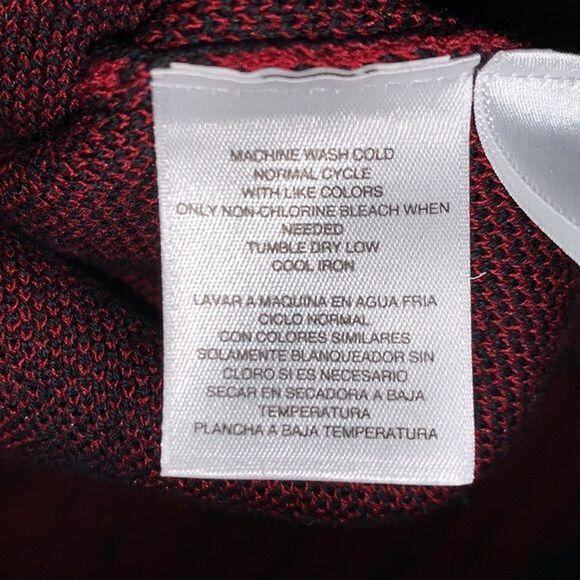 MACHINE WASH COLD
NORMAL CYCLE
WITH LIKE COLORS
ONLY NON-CHLORINE BLEACH WHEN
NEEDED
TUMBLE DRY LOW
COOL IRON
LAVAR A MAQUINA EN AGUA FRIA
CICLO NORMAL
CON COLORES SIMILARES
SOLAMENTE BLANQUEADOR SIN
CLORO SI ES NECESARIO
SECAR EN SECADORA A BAJA
TEMPERATURA
PLANCHA A BAJA TEMPERATURA